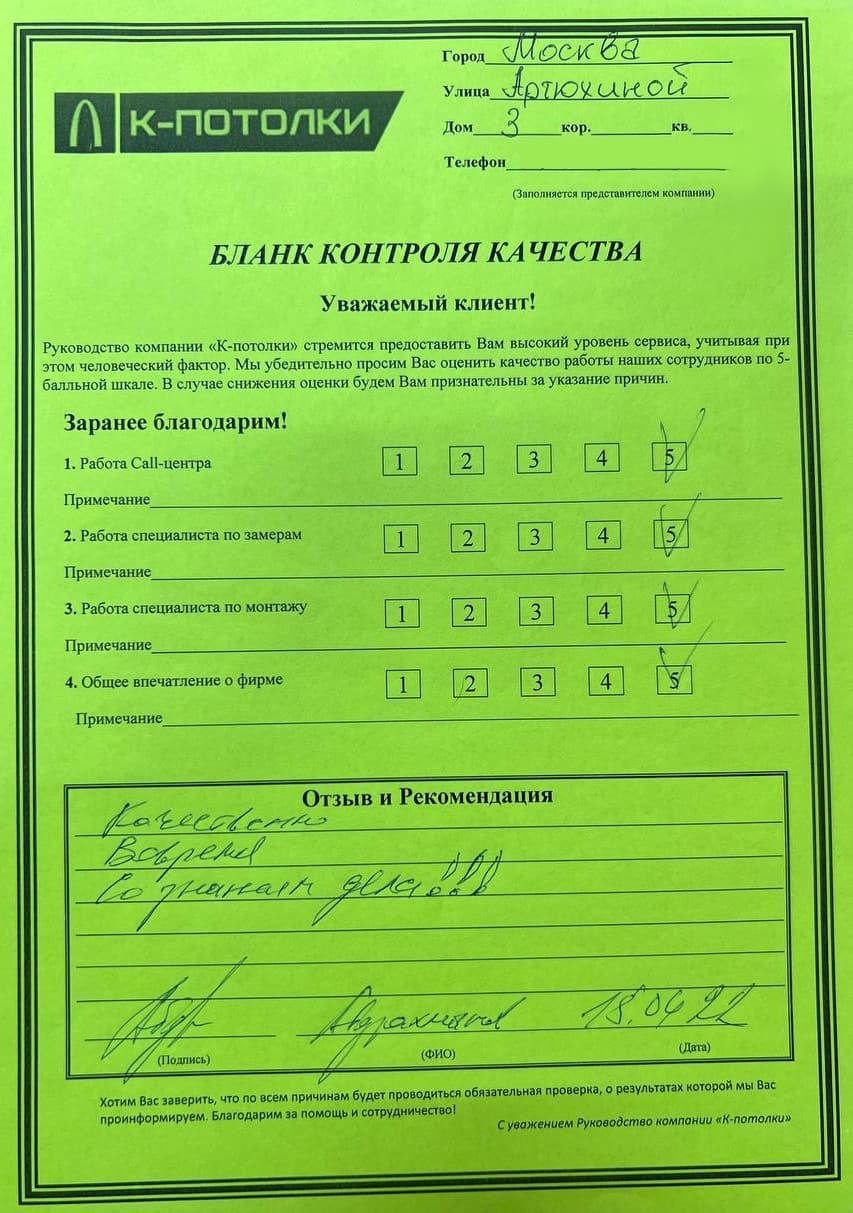 К-ПОТОЛКИ
Город Москва
Улица Артюхиной
Дом 3 кор. кв.
Телефон
(Заполняется представителем компании)
БЛАНК КОНТРОЛЯ КАЧЕСТВА
Уважаемый клиент!
Руководство компании «К-потолки» стремится предоставить Вам высокий уровень сервиса, учитывая при
этом человеческий фактор. Мы убедительно просим Вас оценить качество работы наших сотрудников по 5-
балльной шкале. В случае снижения оценки будем Вам признательны за указание причин.
Заранее благодарим!
1. Работа Call-центра 1 2 3 4 5
Примечание
2. Работа специалиста по замерам 1 2 3 4 5
Примечание
3. Работа специалиста по монтажу 1 2 3 4 5
Примечание
4. Общее впечатление о фирме 1 2 3 4 5
Примечание
Отзыв и Рекомендация
Качественно
Вовремя
Со знанием дела!!!
18.04 22
(Подпись) (ФИО) (Дата)
Хотим Вас заверить, что по всем причинам будет проводиться обязательная проверка, о результатах которой мы Вас
проинформируем. Благодарим за помощь и сотрудничество!
С уважением Руководство компании «К-потолки»